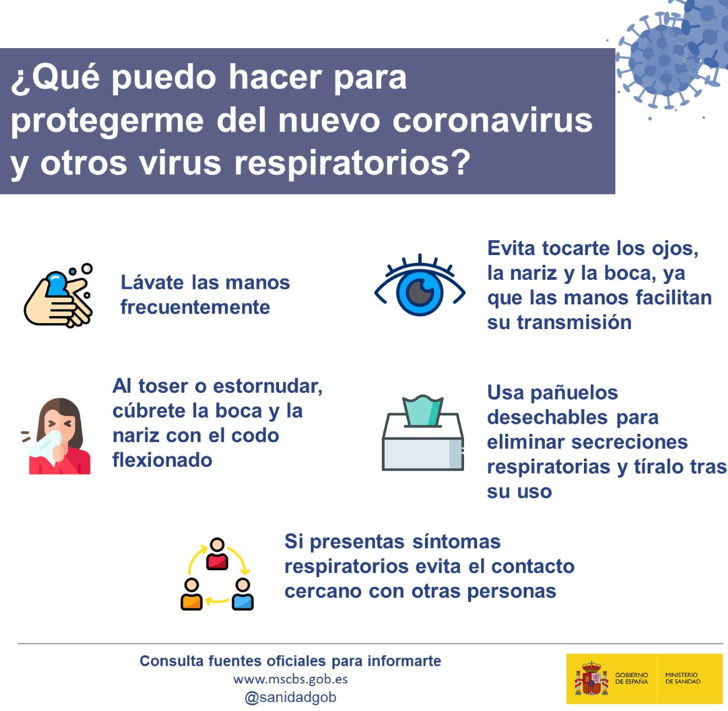 ¿Qué puedo hacer para
protegerme del nuevo coronavirus
y otros virus respiratorios?
Lávate las manos
frecuentemente
Evita tocarte los ojos,
la nariz y la boca, ya
que las manos facilitan
su transmisión
Al toser o estornudar,
cúbrete la boca y la
nariz con el codo
flexionado
Usa pañuelos
desechables para
eliminar secreciones
respiratorias y tíralo tras
su uso
Si presentas síntomas
respiratorios evita el contacto
cercano con otras personas
Consulta fuentes oficiales para informarte
www.mscbs.gob.es
@sanidadgob
GOBIERNO
DE ESPAÑA
MINISTERIO
DE SANIDAD